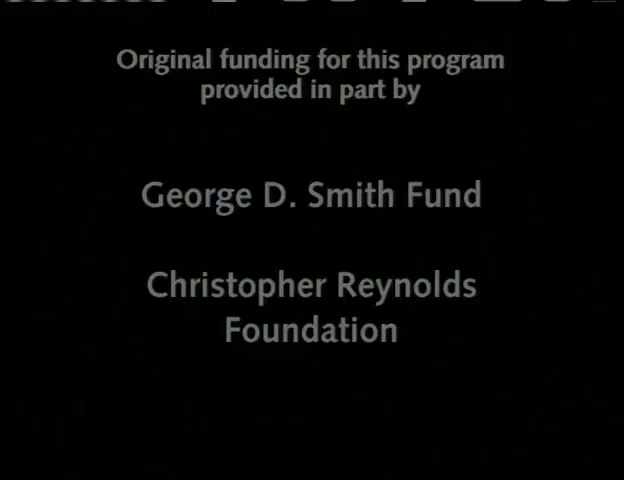 Original funding for this program
provided in part by
George D. Smith Fund
Christopher Reynolds
Foundation